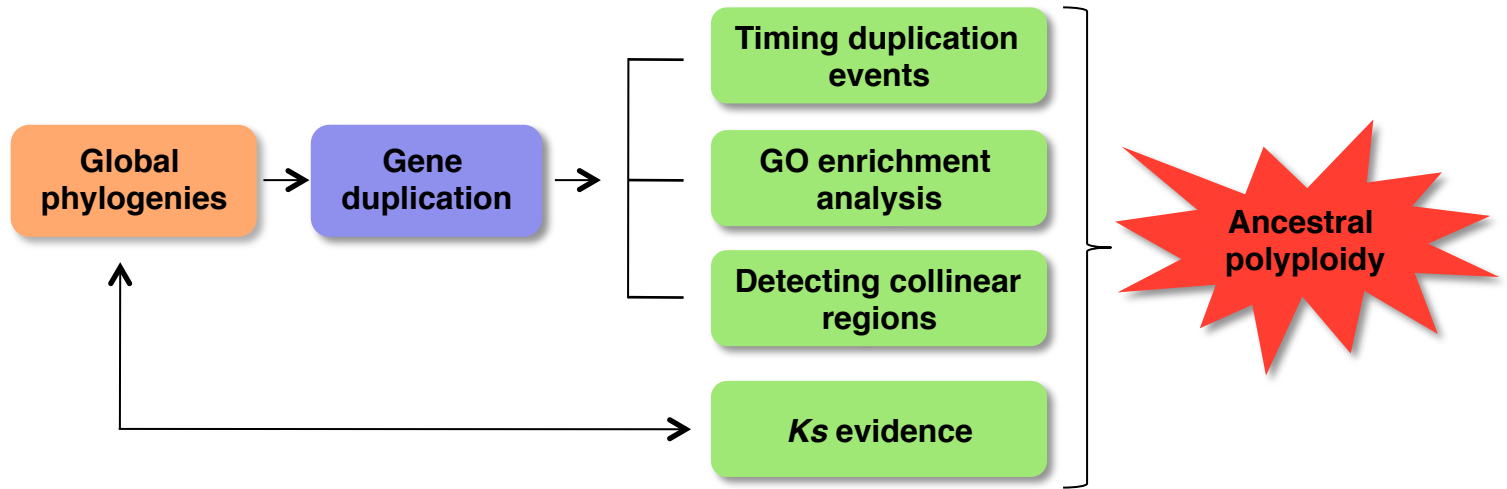 Global
phylogenies
Gene
duplication
Timing duplication
events
GO enrichment
analysis
Detecting collinear
regions
Ks evidence
Ancestral
polyploidy